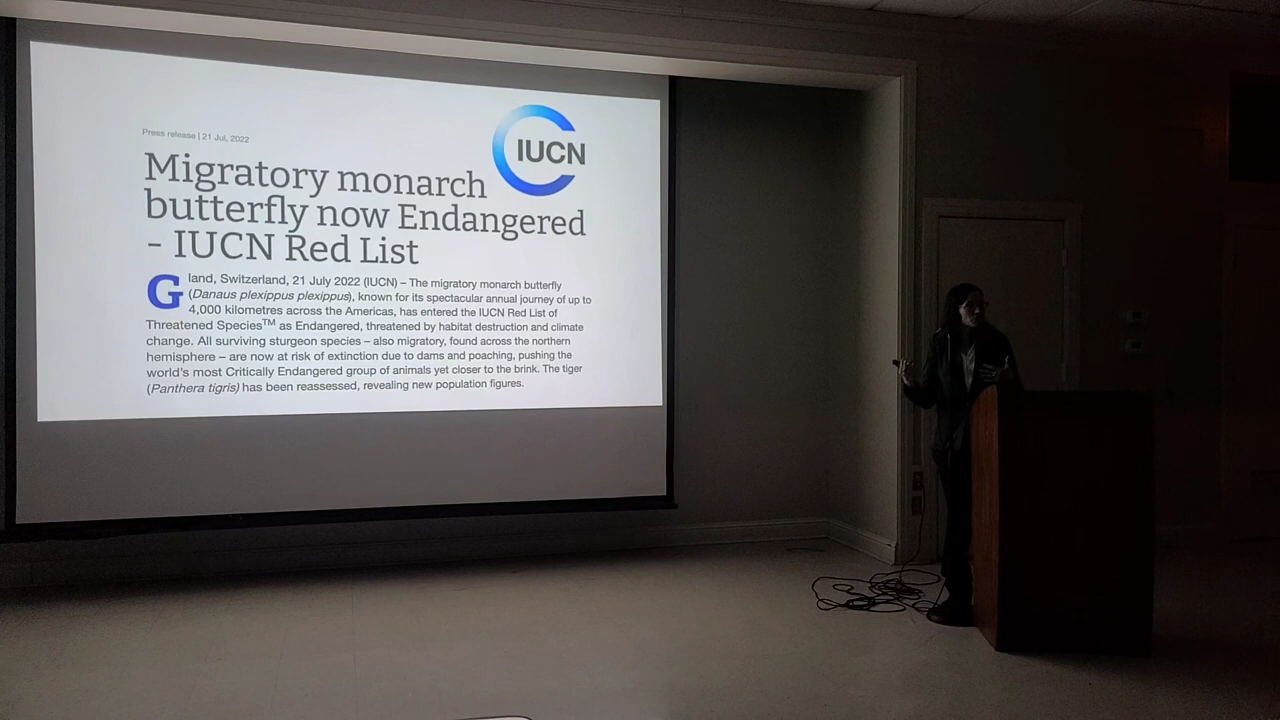 Press release | 21 Jul, 2022
IUCN
Migratory monarch
butterfly now Endangered
- IUCN Red List
Gland, Switzerland, 21 July 2022 (IUCN) – The migratory monarch butterfly
(Danaus plexippus plexippus), known for its spectacular annual journey of up to
4,000 kilometres across the Americas, has entered the IUCN Red List of
Threatened Species™ as Endangered, threatened by habitat destruction and climate
change. All surviving sturgeon species – also migratory, found across the northern
hemisphere – are now at risk of extinction due to dams and poaching, pushing the
world's most Critically Endangered group of animals yet closer to the brink. The tiger
(Panthera tigris) has been reassessed, revealing new population figures.